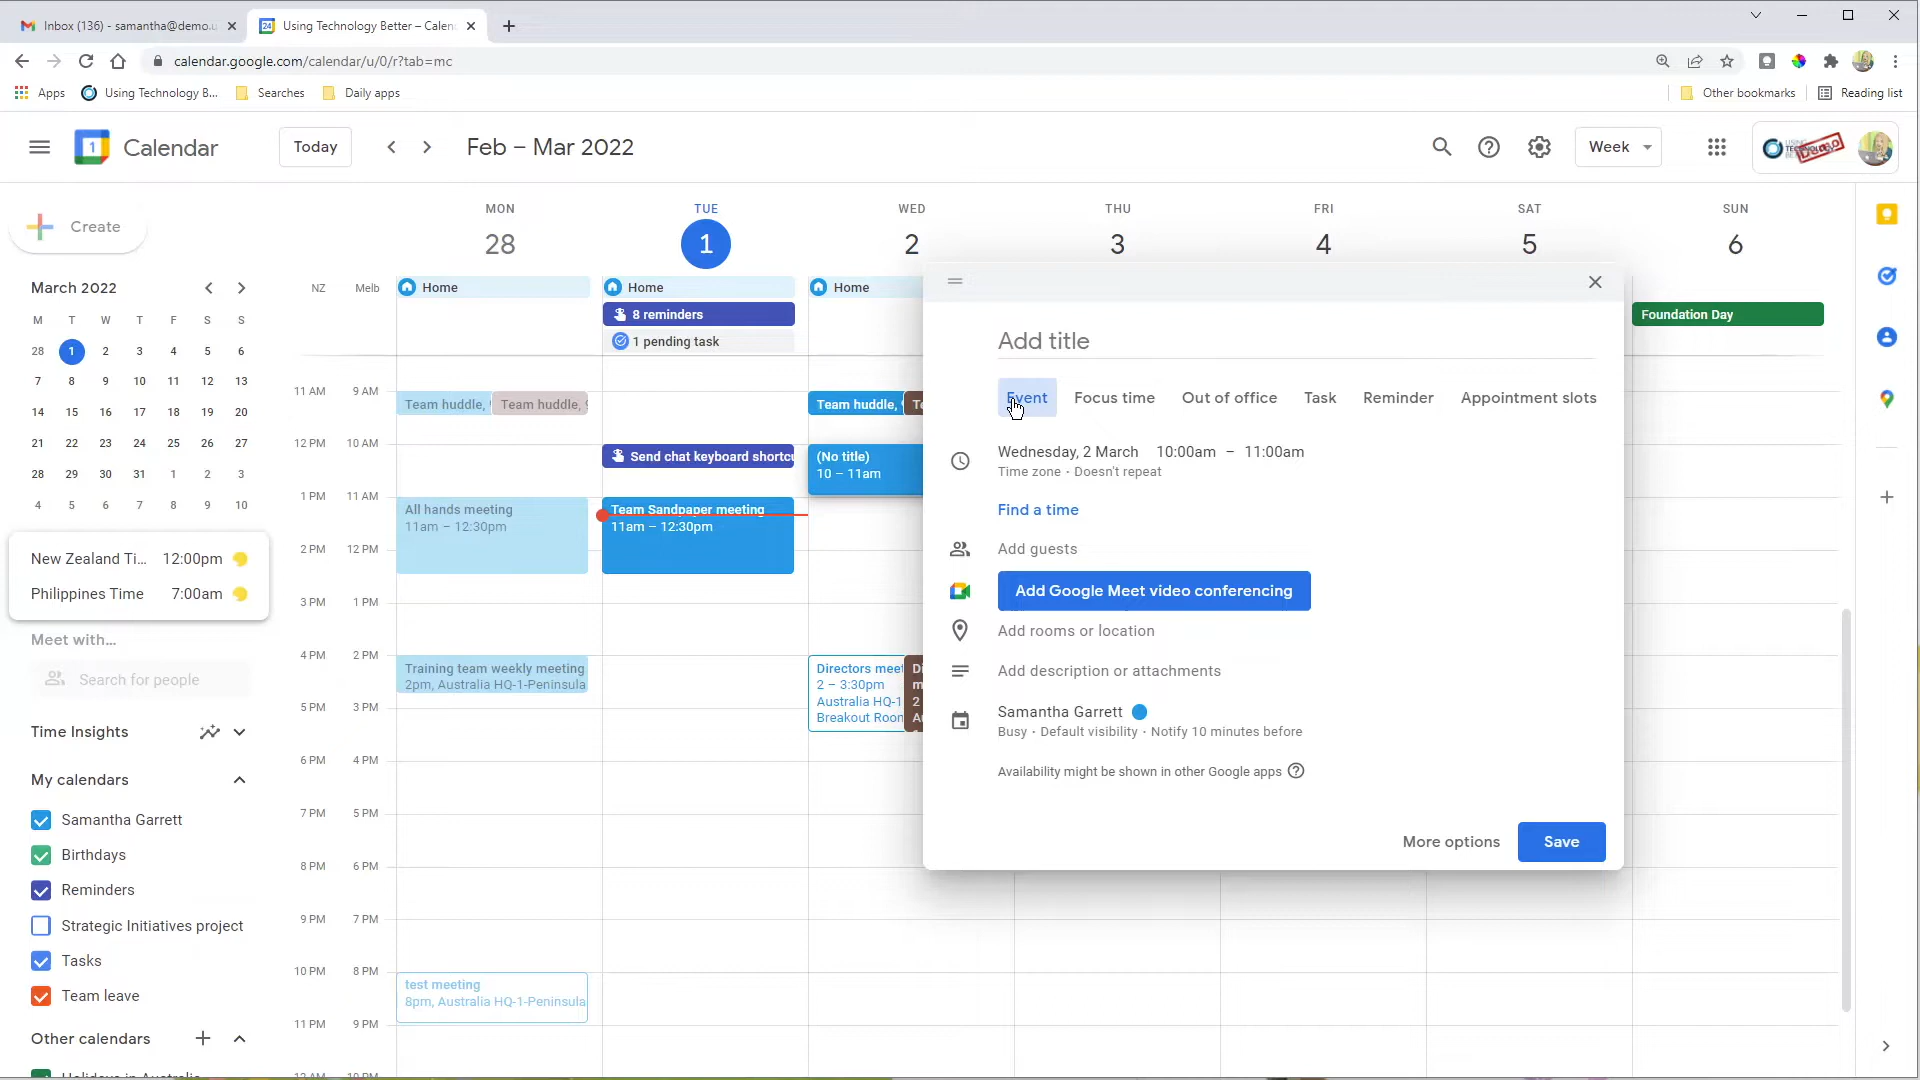 Inbox (136) - samantha@demo.u
Using Technology Better – Calen
calendar.google.com/calendar/u/0/r?tab=mc
Apps
Using Technology B...
Searches
Daily apps
Other bookmarks
Reading list
Calendar
Today
Feb – Mar 2022
Week
Demo
Create
MON
TUE
WED
THU
FRI
SAT
SUN
28
1
2
3
4
5
6
March 2022
NZ
Melb
Home
Home
Home
8 reminders
1 pending task
Foundation Day
M T W T F S S
28 1 2 3 4 5 6
7 8 9 10 11 12 13
14 15 16 17 18 19 20
21 22 23 24 25 26 27
28 29 30 31 1 2 3
4 5 6 7 8 9 10
11 AM 9 AM
12 PM 10 AM
1 PM 11 AM
2 PM 12 PM
3 PM 1 PM
4 PM 2 PM
5 PM 3 PM
6 PM 4 PM
7 PM 5 PM
8 PM 6 PM
9 PM 7 PM
10 PM 8 PM
11 PM 9 PM
Team huddle,
Team huddle,
Team huddle,
Send chat keyboard shortcu
(No title)
10 – 11am
All hands meeting
11am – 12:30pm
Team Sandpaper meeting
11am – 12:30pm
Training team weekly meeting
2pm, Australia HQ-1-Peninsula
Directors meet
2 – 3:30pm
Australia HQ-1
Breakout Roon
test meeting
8pm, Australia HQ-1-Peninsula
New Zealand Ti... 12:00pm
Philippines Time 7:00am
Meet with...
Search for people
Time Insights
My calendars
Samantha Garrett
Birthdays
Reminders
Strategic Initiatives project
Tasks
Team leave
Other calendars
Add title
Event
Focus time
Out of office
Task
Reminder
Appointment slots
Wednesday, 2 March 10:00am – 11:00am
Time zone · Doesn't repeat
Find a time
Add guests
Add Google Meet video conferencing
Add rooms or location
Add description or attachments
Samantha Garrett
Busy · Default visibility · Notify 10 minutes before
Availability might be shown in other Google apps
More options
Save